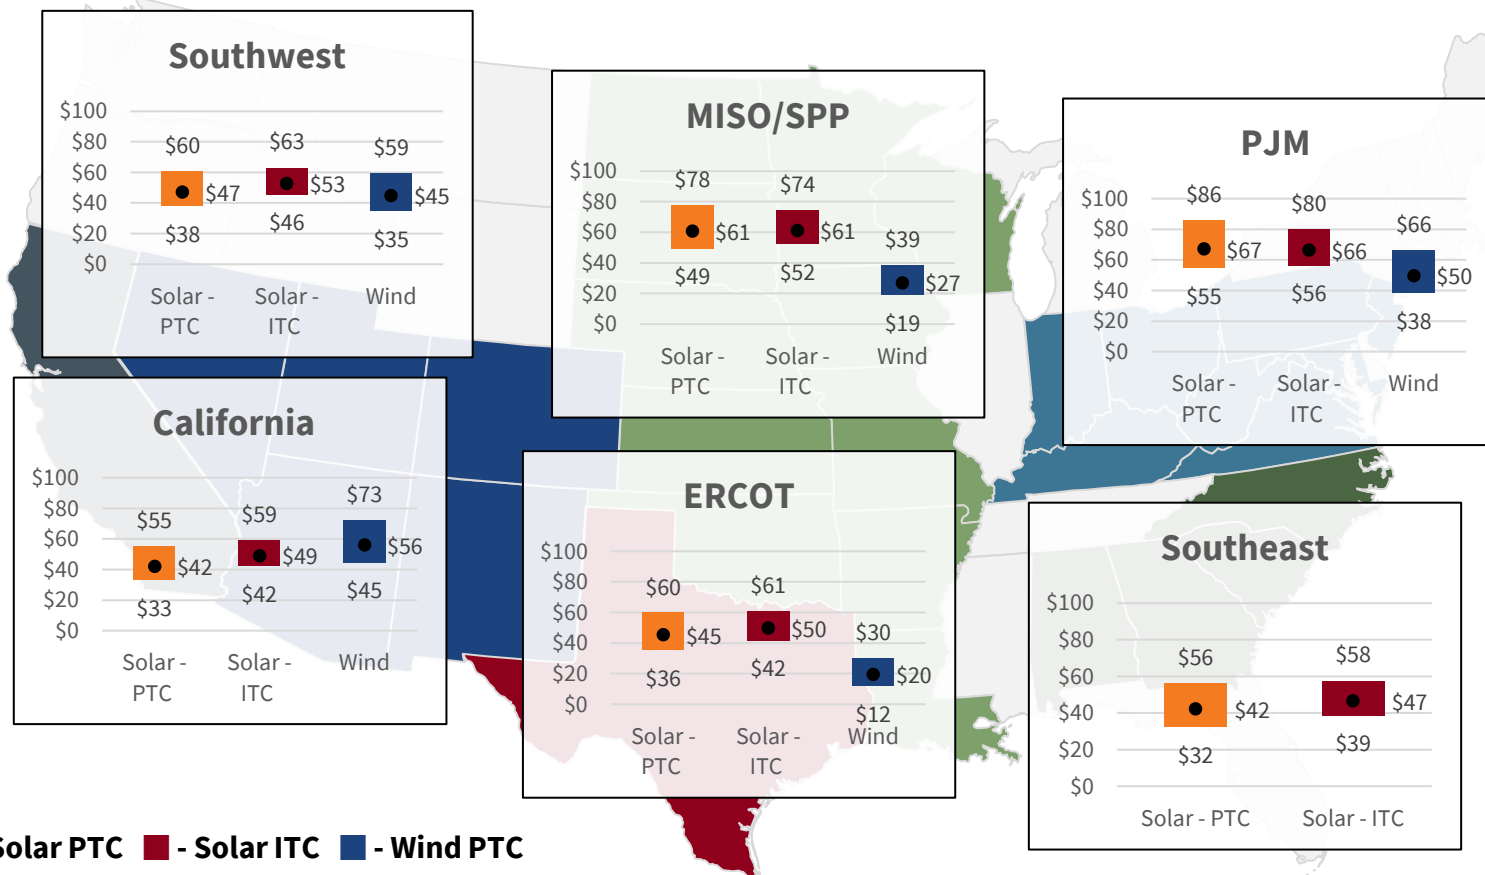 Southwest
$100
$80
$60
$40
$20
$0
$60
$47
$38
$63
$53
$46
$59
$45
$35
Solar -
PTC
Solar -
ITC
Wind
MISO/SPP
$100
$80
$60
$40
$20
$0
$78
$61
$49
$74
$61
$52
$39
$27
$19
Solar -
PTC
Solar -
ITC
Wind
PJM
$100
$80
$60
$40
$20
$0
$86
$67
$55
$80
$66
$56
$66
$50
$38
Solar -
PTC
Solar -
ITC
Wind
California
$100
$80
$60
$40
$20
$0
$55
$42
$33
$59
$49
$42
$73
$56
$45
Solar -
PTC
Solar -
ITC
Wind
ERCOT
$100
$80
$60
$40
$20
$0
$60
$45
$36
$61
$50
$42
$30
$20
$12
Solar -
PTC
Solar -
ITC
Wind
Southeast
$100
$80
$60
$40
$20
$0
$56
$42
$32
$58
$47
$39
Solar - PTC
Solar - ITC
Solar PTC - Solar ITC - Wind PTC